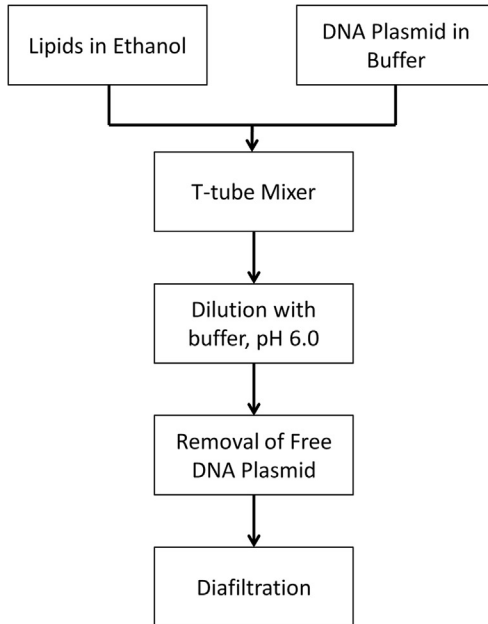 Lipids in Ethanol
DNA Plasmid in
Buffer
T-tube Mixer
Dilution with
buffer, pH 6.0
Removal of Free
DNA Plasmid
Diafiltration